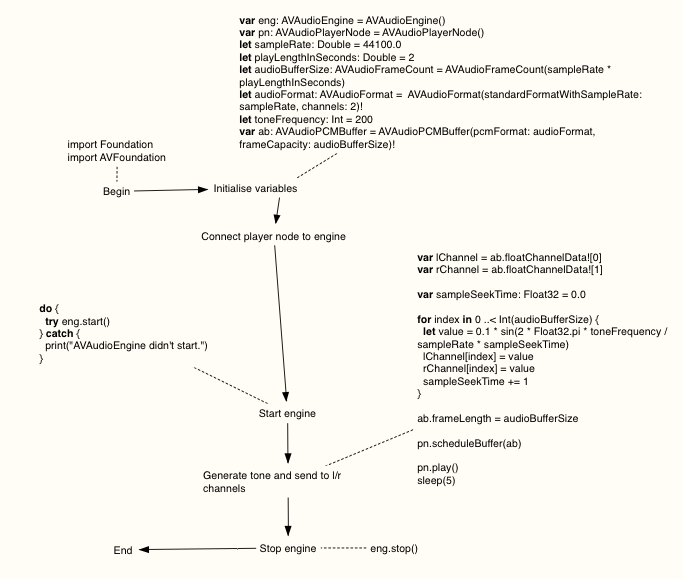 var eng: AVAudioEngine = AVAudioEngine()
var pn: AVAudioPlayerNode = AVAudioPlayerNode()
let sampleRate: Double = 44100.0
let playLengthInSeconds: Double = 2
let audioBufferSize: AVAudioFrameCount = AVAudioFrameCount(sampleRate *
playLengthInSeconds)
let audioFormat: AVAudioFormat = AVAudioFormat(standardFormatWithSampleRate:
sampleRate, channels: 2)!
let toneFrequency: Int = 200
var ab: AVAudioPCMBuffer = AVAudioPCMBuffer(pcmFormat: audioFormat,
frameCapacity: audioBufferSize)!
import Foundation
import AVFoundation
Begin
Initialise variables
Connect player node to engine
do {
try eng.start()
} catch {
print("AVAudioEngine didn't start.")
}
Start engine
var lChannel = ab.floatChannelData![0]
var rChannel = ab.floatChannelData![1]
var sampleSeekTime: Float32 = 0.0
for index in 0 ..< Int(audioBufferSize) {
let value = 0.1 * sin(2 * Float32.pi * toneFrequency /
sampleRate * sampleSeekTime)
lChannel[index] = value
rChannel[index] = value
sampleSeekTime += 1
}
ab.frameLength = audioBufferSize
pn.scheduleBuffer(ab)
pn.play()
sleep(5)
Generate tone and send to l/r
channels
End
Stop engine
eng.stop()